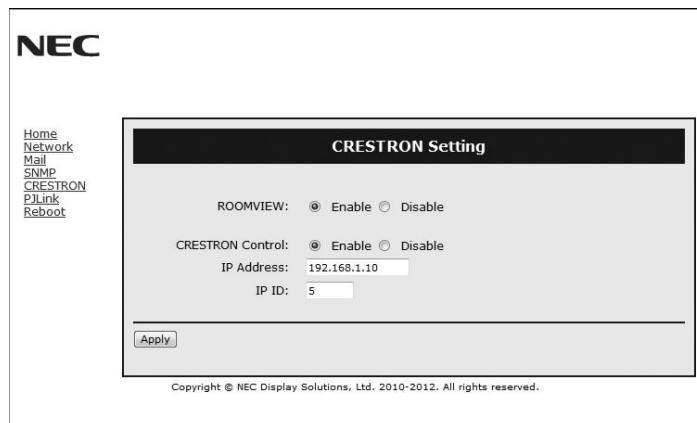 NEC
Home
Network
Mail
SNMP
CRESTRON
PJLink
Reboot
CRESTRON Setting
ROOMVIEW: Enable Disable
CRESTRON Control: Enable Disable
IP Address: 192.168.1.10
IP ID: 5
Apply
Copyright © NEC Display Solutions, Ltd. 2010-2012. All rights reserved.